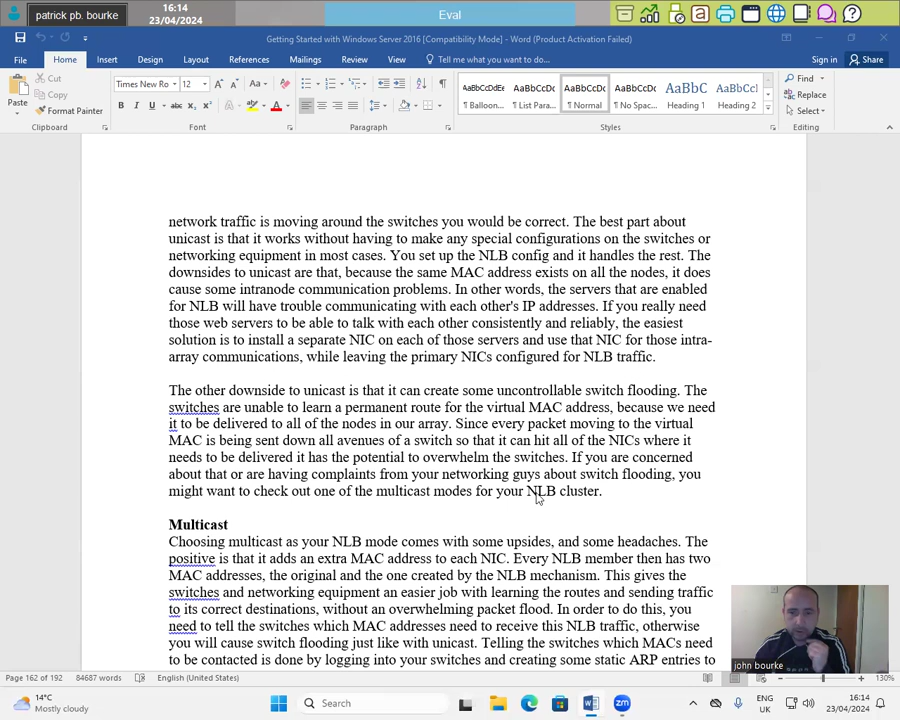 patrick pb. bourke
16:14
23/04/2024
Eval
Getting Started with Windows Server 2016 [Compatibility Mode] - Word (Product Activation Failed)
File Home Insert Design Layout References Mailings Review View Tell me what you want to do... Sign in Share
Paste
Cut
Copy
Format Painter
Clipboard
Times New Ro 12
Font
Paragraph
AaBbCcDdEe AaBbCcDc AaBbCcDc AaBbCcDc AaBbC AaBbCcl
¶ Balloon... ¶ List Para... ¶ Normal ¶ No Spac... Heading 1 Heading 2
Styles
Find
Replace
Select
Editing
network traffic is moving around the switches you would be correct. The best part about
unicast is that it works without having to make any special configurations on the switches or
networking equipment in most cases. You set up the NLB config and it handles the rest. The
downsides to unicast are that, because the same MAC address exists on all the nodes, it does
cause some intranode communication problems. In other words, the servers that are enabled
for NLB will have trouble communicating with each other's IP addresses. If you really need
those web servers to be able to talk with each other consistently and reliably, the easiest
solution is to install a separate NIC on each of those servers and use that NIC for those intra-
array communications, while leaving the primary NICs configured for NLB traffic.
The other downside to unicast is that it can create some uncontrollable switch flooding. The
switches are unable to learn a permanent route for the virtual MAC address, because we need
it to be delivered to all of the nodes in our array. Since every packet moving to the virtual
MAC is being sent down all avenues of a switch so that it can hit all of the NICs where it
needs to be delivered it has the potential to overwhelm the switches. If you are concerned
about that or are having complaints from your networking guys about switch flooding, you
might want to check out one of the multicast modes for your NLB cluster.
Multicast
Choosing multicast as your NLB mode comes with some upsides, and some headaches. The
positive is that it adds an extra MAC address to each NIC. Every NLB member then has two
MAC addresses, the original and the one created by the NLB mechanism. This gives the
switches and networking equipment an easier job with learning the routes and sending traffic
to its correct destinations, without an overwhelming packet flood. In order to do this, you
need to tell the switches which MAC addresses need to receive this NLB traffic, otherwise
you will cause switch flooding just like with unicast. Telling the switches which MACs need
to be contacted is done by logging into your switches and creating some static ARP entries to
john bourke
Page 162 of 192 84687 words English (United States) 130%
14°C
Mostly cloudy
Search
ENG
UK
16:14
23/04/2024